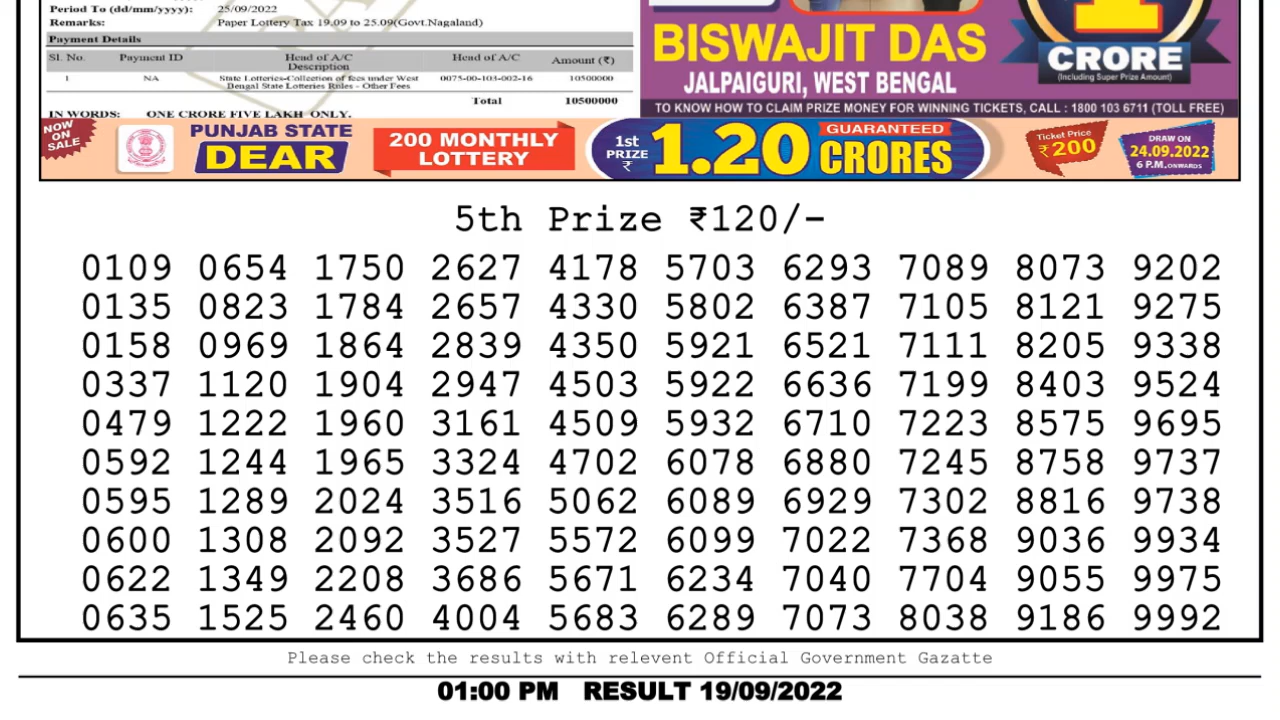 Period To (dd/mm/yyyy): 25/09/2022
Remarks: Paper Lottery Tax 19.09 to 25.09(Govt.Nagaland)
Payment Details
Sl. No. Payment ID Head of A/C Description Head of A/C Amount (₹)
1 NA State Lotteries-Collection of fees under West Bengal State Lotteries Rules - Other Fees 0075-00-103-002-16 10500000
Total 10500000
IN WORDS: ONE CRORE FIVE LAKH ONLY.
BISWAJIT DAS
JALPAIGURI, WEST BENGAL
1
CRORE
(Including Super Prize Amount)
TO KNOW HOW TO CLAIM PRIZE MONEY FOR WINNING TICKETS, CALL : 1800 103 6711 (TOLL FREE)
NOW ON SALE
PUNJAB STATE
DEAR
200 MONTHLY
LOTTERY
1st PRIZE ₹ 1.20
GUARANTEED
CRORES
Ticket Price
₹200
DRAW ON
24.09.2022
6 P.M. ONWARDS
5th Prize ₹120/-
0109 0654 1750 2627 4178 5703 6293 7089 8073 9202
0135 0823 1784 2657 4330 5802 6387 7105 8121 9275
0158 0969 1864 2839 4350 5921 6521 7111 8205 9338
0337 1120 1904 2947 4503 5922 6636 7199 8403 9524
0479 1222 1960 3161 4509 5932 6710 7223 8575 9695
0592 1244 1965 3324 4702 6078 6880 7245 8758 9737
0595 1289 2024 3516 5062 6089 6929 7302 8816 9738
0600 1308 2092 3527 5572 6099 7022 7368 9036 9934
0622 1349 2208 3686 5671 6234 7040 7704 9055 9975
0635 1525 2460 4004 5683 6289 7073 8038 9186 9992
Please check the results with relevent Official Government Gazatte
01:00 PM RESULT 19/09/2022